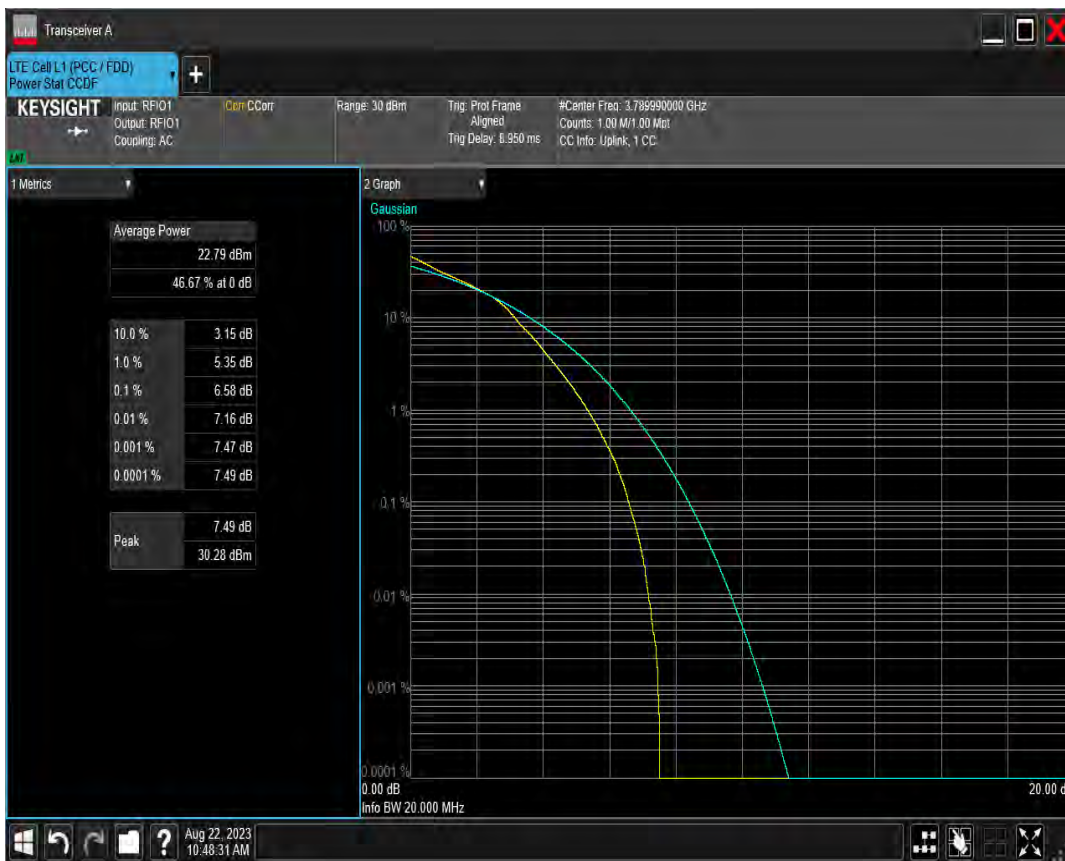 Transceiver A
LTE Cell L1 (PCC / FDD)
Power Stat CCDF
+
KEYSIGHT
Input: RFIO1
Output: RFIO1
Coupling: AC
Corr CCorr
Range: 30 dBm
Trig: Prot Frame
Aligned
Trig Delay: 8.950 ms
#Center Freq: 3.789990000 GHz
Counts: 1.00 M/1.00 Mpt
CC Info: Uplink, 1 CC
1 Metrics
Average Power
22.79 dBm
46.67 % at 0 dB
10.0 % 3.15 dB
1.0 % 5.35 dB
0.1 % 6.58 dB
0.01 % 7.16 dB
0.001 % 7.47 dB
0.0001 % 7.49 dB
Peak
7.49 dB
30.28 dBm
2 Graph
Gaussian
100 %
10 %
1 %
0.1 %
0.01 %
0.001 %
0.0001 %
0.00 dB
20.00 d
Info BW 20.000 MHz
?
Aug 22, 2023
10:48:31 AM